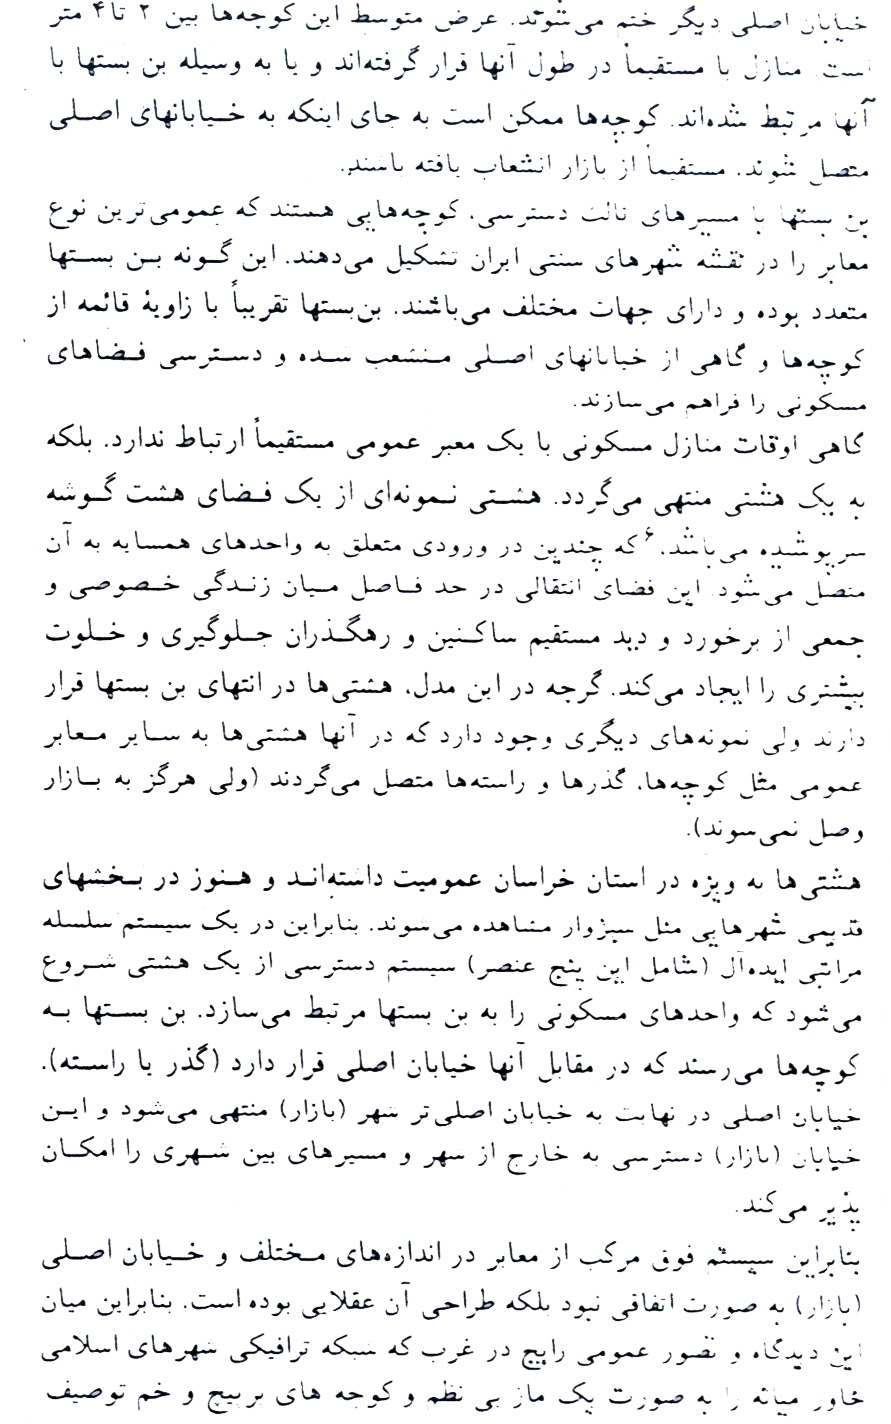 خیابان اصلی دیگر ختم می‌شوند. عرض متوسط این کوچه‌ها بین ۲ تا ۴ متر
است. منازل یا مستقیماً در طول آنها قرار گرفته‌اند و یا به وسیله بن بستها با
آنها مرتبط شده‌اند. کوچه‌ها ممکن است به جای اینکه به خیابانهای اصلی
متصل شوند، مستقیماً از بازار انشعاب یافته باشند.
بن بستها یا مسیرهای ثالث دسترسی، کوچه‌هایی هستند که عمومی‌ترین نوع
معابر را در نقشه شهرهای سنتی ایران تشکیل می‌دهند. این گونه بن بستها
متعدد بوده و دارای جهات مختلف می‌باشند. بن‌بستها تقریباً با زاویهٔ قائمه از
کوچه‌ها و گاهی از خیابانهای اصلی منشعب شده و دسترسی فضاهای
مسکونی را فراهم می‌سازند.
گاهی اوقات منازل مسکونی با یک معبر عمومی مستقیماً ارتباط ندارد، بلکه
به یک هشتی منتهی می‌گردد. هشتی نمونه‌ای از یک فضای هشت گوشه
سرپوشیده می‌باشد،۶ که چندین در ورودی متعلق به واحدهای همسایه به آن
متصل می‌شود. این فضای انتقالی در حد فاصل میان زندگی خصوصی و
جمعی از برخورد و دید مستقیم ساکنین و رهگذران جلوگیری و خلوت
بیشتری را ایجاد می‌کند. گرچه در این مدل، هشتی‌ها در انتهای بن بستها قرار
دارند ولی نمونه‌های دیگری وجود دارد که در آنها هشتی‌ها به سایر معابر
عمومی مثل کوچه‌ها، گذرها و راسته‌ها متصل می‌گردند (ولی هرگز به بازار
وصل نمی‌شوند).
هشتی‌ها به ویژه در استان خراسان عمومیت داشته‌اند و هنوز در بخشهای
قدیمی شهرهایی مثل سبزوار مشاهده می‌شوند. بنابراین در یک سیستم سلسله
مراتبی ایده‌آل (شامل این پنج عنصر) سیستم دسترسی از یک هشتی شروع
می‌شود که واحدهای مسکونی را به بن بستها مرتبط می‌سازد. بن بستها به
کوچه‌ها می‌رسند که در مقابل آنها خیابان اصلی قرار دارد (گذر یا راسته).
خیابان اصلی در نهایت به خیابان اصلی‌تر شهر (بازار) منتهی می‌شود و این
خیابان (بازار) دسترسی به خارج از شهر و مسیرهای بین شهری را امکان
پذیر می‌کند.
بنابراین سیستم فوق مرکب از معابر در اندازه‌های مختلف و خیابان اصلی
(بازار) به صورت اتفاقی نبود بلکه طراحی آن عقلایی بوده است. بنابراین میان
این دیدگاه و تصور عمومی رایج در غرب که شبکه ترافیکی شهرهای اسلامی
خاور میانه را به صورت یک ماز بی نظم و کوچه های پرپیچ و خم توصیف